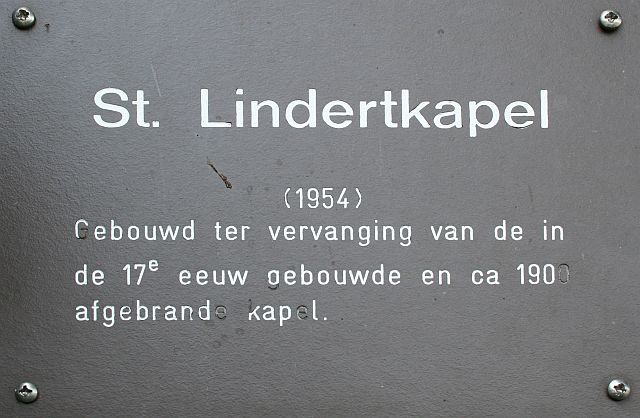 St. Lindertkapel
(1954)
Gebouwd ter vervanging van de in
de 17e eeuw gebouwde en ca 1900
afgebrande kapel.